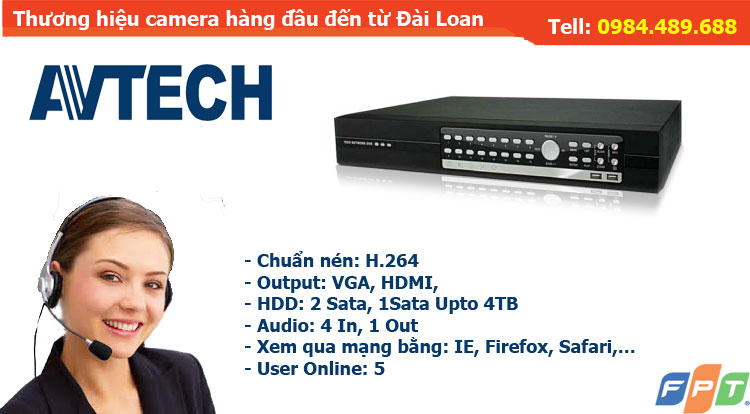 Thương hiệu camera hàng đầu đến từ Đài Loan
Tell: 0984.489.688
AVTECH
- Chuẩn nén: H.264
- Output: VGA, HDMI,
- HDD: 2 Sata, 1Sata Upto 4TB
- Audio: 4 In, 1 Out
- Xem qua mạng bằng: IE, Firefox, Safari,...
- User Online: 5
FPT